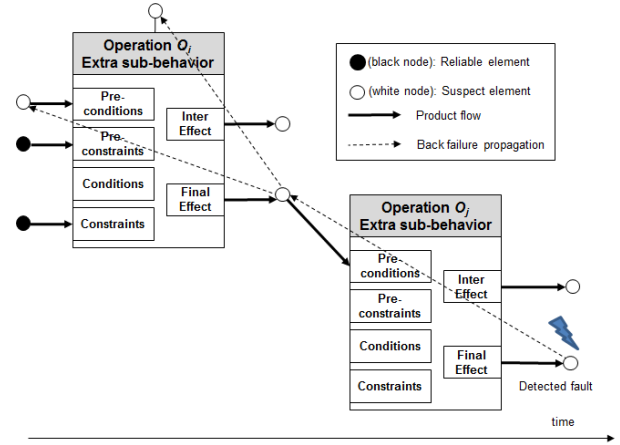 Operation Oj
Extra sub-behavior
Pre-
conditions
Pre-
constraints
Conditions
Constraints
Inter
Effect
Final
Effect
(black node): Reliable element
(white node): Suspect element
Product flow
Back failure propagation
Operation Oj
Extra sub-behavior
Pre-
conditions
Pre-
constraints
Conditions
Constraints
Inter
Effect
Final
Effect
Detected fault
time